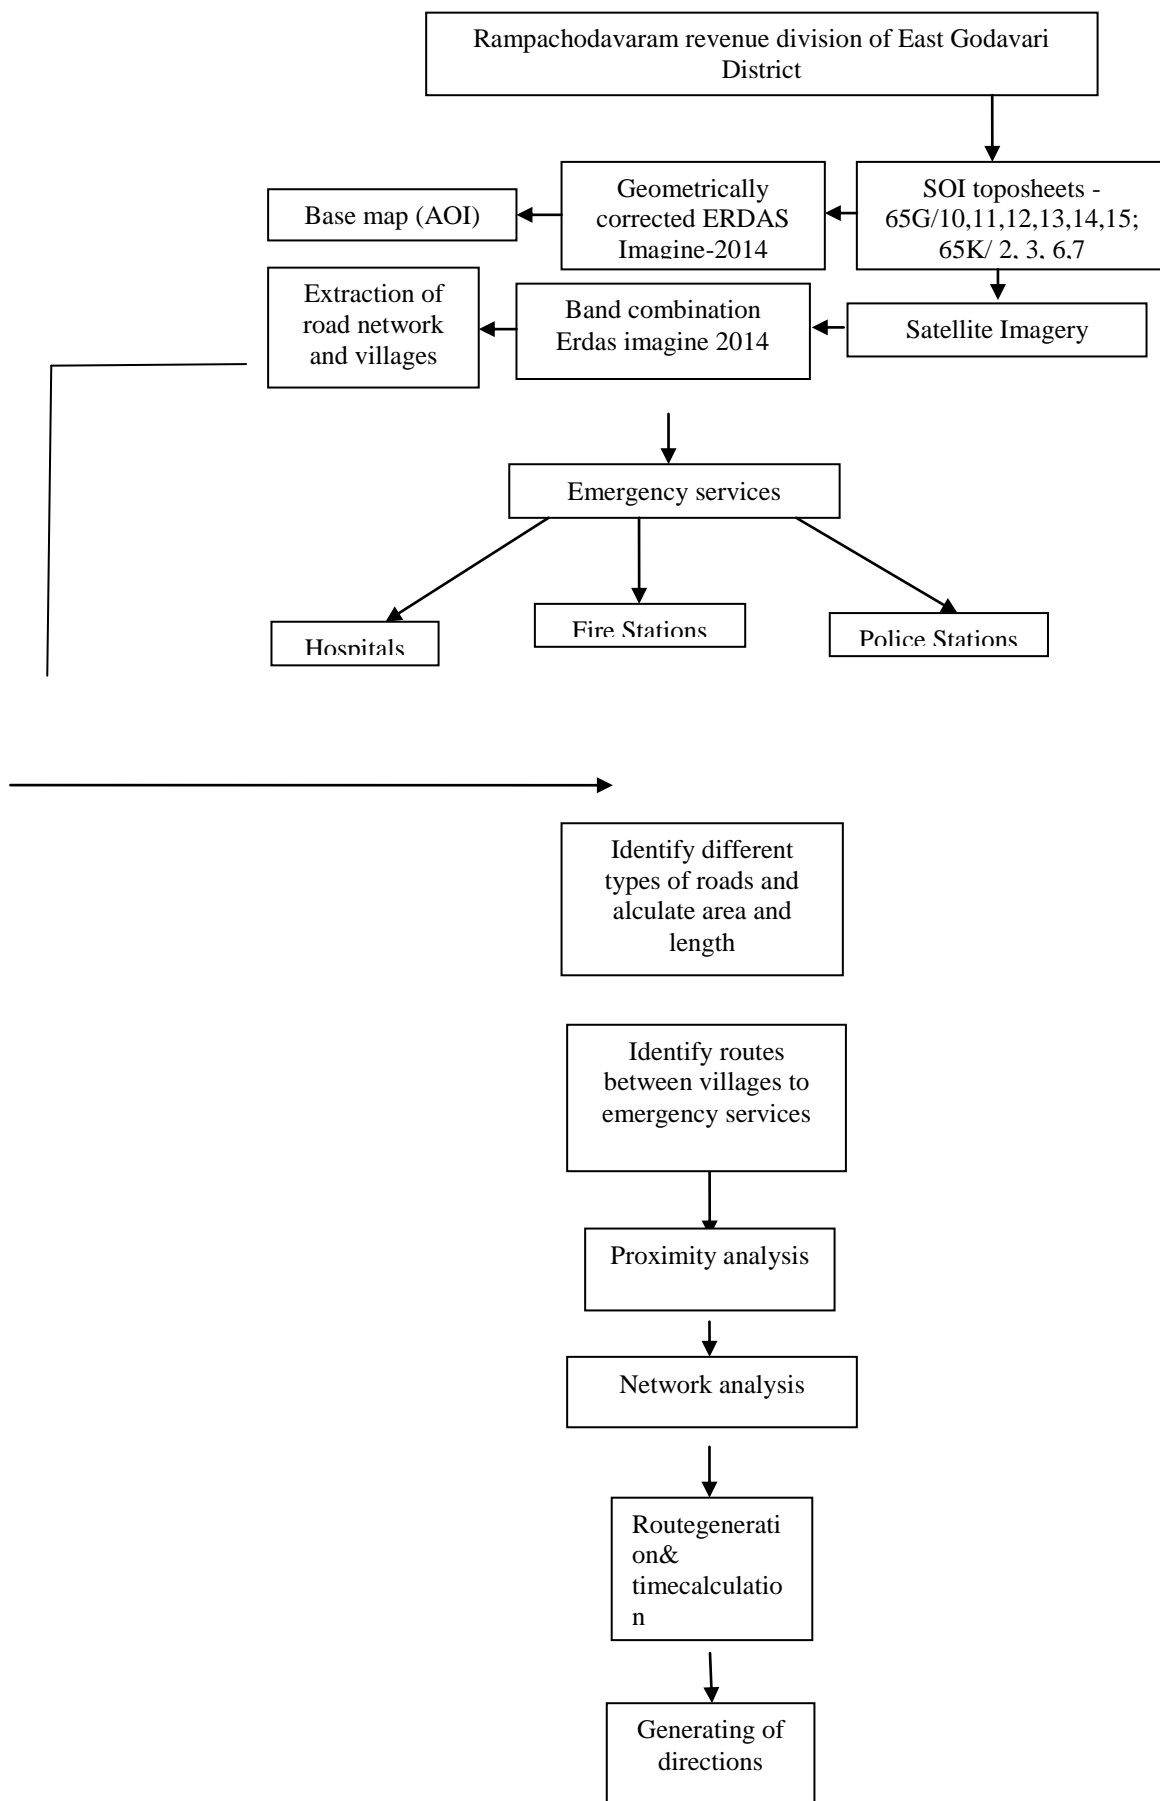 Rampachodavaram revenue division of East Godavari
District
Base map (AOI)
Geometrically
corrected ERDAS
Imagine-2014
SOI toposheets -
65G/10,11,12,13,14,15;
65K/ 2, 3, 6,7
Extraction of
road network
and villages
Band combination
Erdas imagine 2014
Satellite Imagery
Emergency services
Hospitals
Fire Stations
Police Stations
Identify different
types of roads and
alculate area and
length
Identify routes
between villages to
emergency services
Proximity analysis
Network analysis
Routegenerati
on&
timecalculatio
n
Generating of
directions